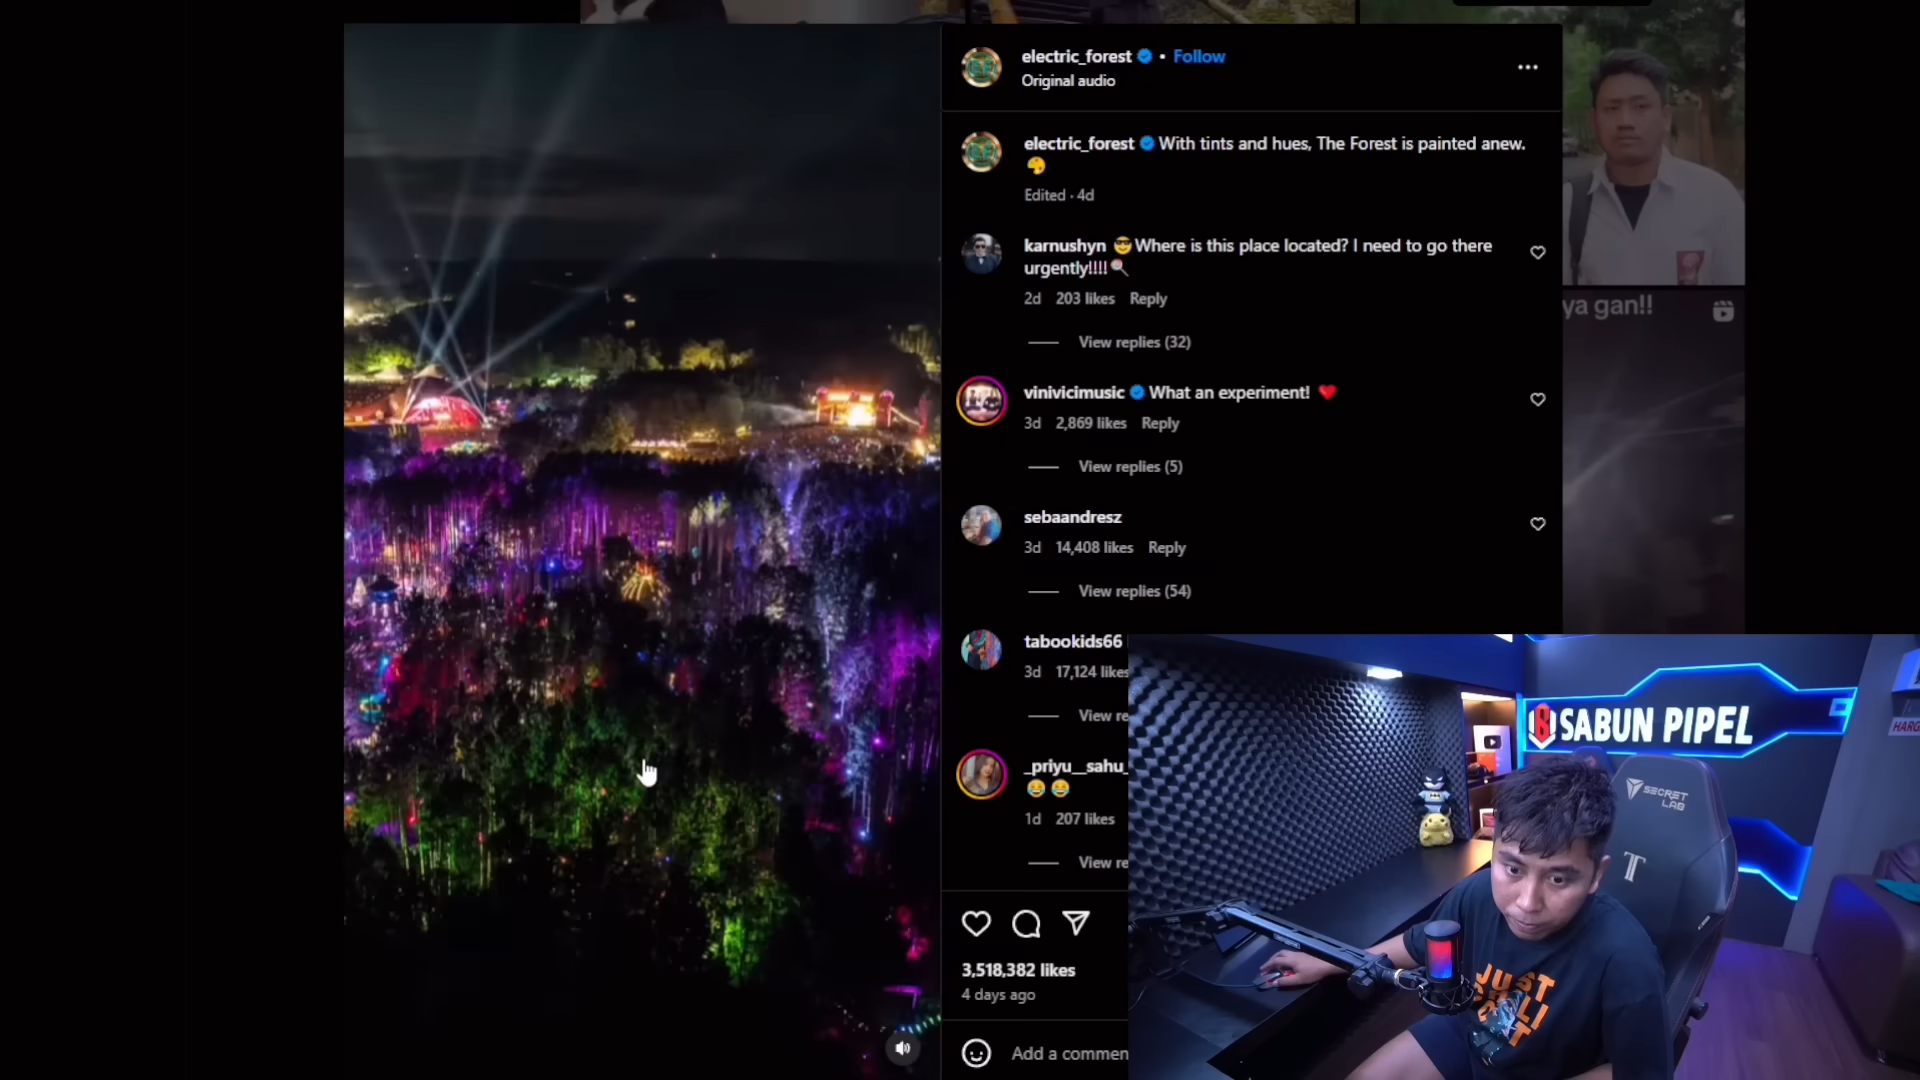 electric_forest • Follow
Original audio
electric_forest With tints and hues, The Forest is painted anew.
🎨
Edited · 4d
karnushyn 😎Where is this place located? I need to go there
urgently!!!!🔍
2d 203 likes Reply
View replies (32)
vinivicimusic What an experiment! ❤️
3d 2,869 likes Reply
View replies (5)
sebaandresz
3d 14,408 likes Reply
View replies (54)
tabookids66
3d 17,124 likes
View re
_priyu__sahu_
😂😂
1d 207 likes
View re
3,518,382 likes
4 days ago
Add a commen
ya gan!!
SABUN PIPEL
HARG
SECRET
LAB
JUST